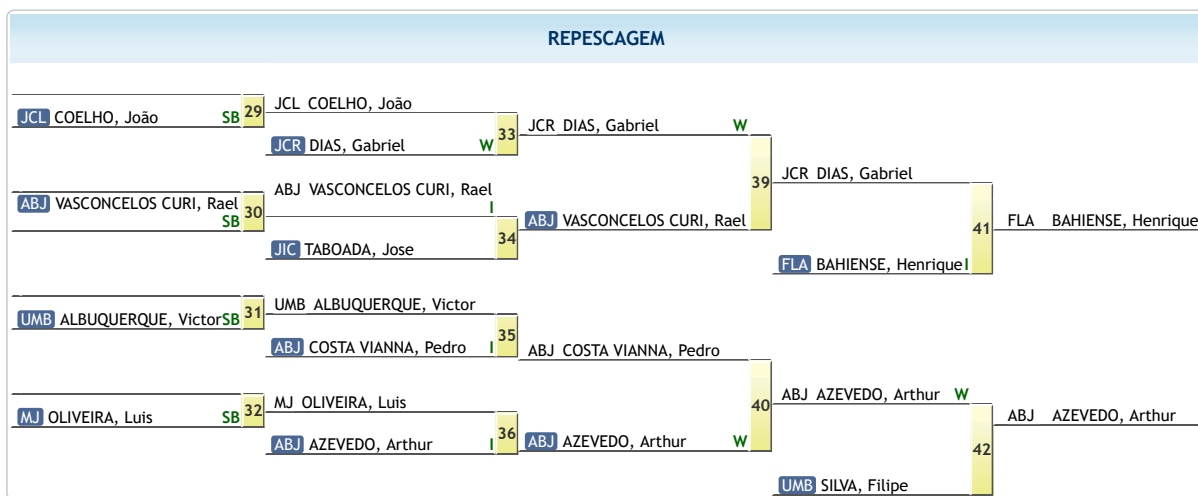 REPESCAGEM
JCL COELHO, João SB 29
JCL COELHO, João
JCR DIAS, Gabriel W 33
JCR DIAS, Gabriel W
ABJ VASCONCELOS CURI, Rael SB 30
ABJ VASCONCELOS CURI, Rael I
JIC TABOADA, Jose 34
ABJ VASCONCELOS CURI, Rael 39
JCR DIAS, Gabriel
FLA BAHIENSE, Henrique I 41
FLA BAHIENSE, Henrique
UMB ALBUQUERQUE, Victor SB 31
UMB ALBUQUERQUE, Victor
ABJ COSTA VIANNA, Pedro I 35
ABJ COSTA VIANNA, Pedro
MJ OLIVEIRA, Luis SB 32
MJ OLIVEIRA, Luis
ABJ AZEVEDO, Arthur I 36
ABJ AZEVEDO, Arthur W 40
ABJ AZEVEDO, Arthur W
UMB SILVA, Filipe 42
ABJ AZEVEDO, Arthur